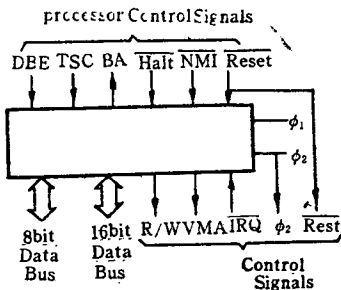 processor Control Signals
DBE TSC BA Halt NMI Reset
ϕ₁
ϕ₂
R/W VMA IRQ ϕ₂ Rest
8bit Data Bus
16bit Data Bus
Control Signals